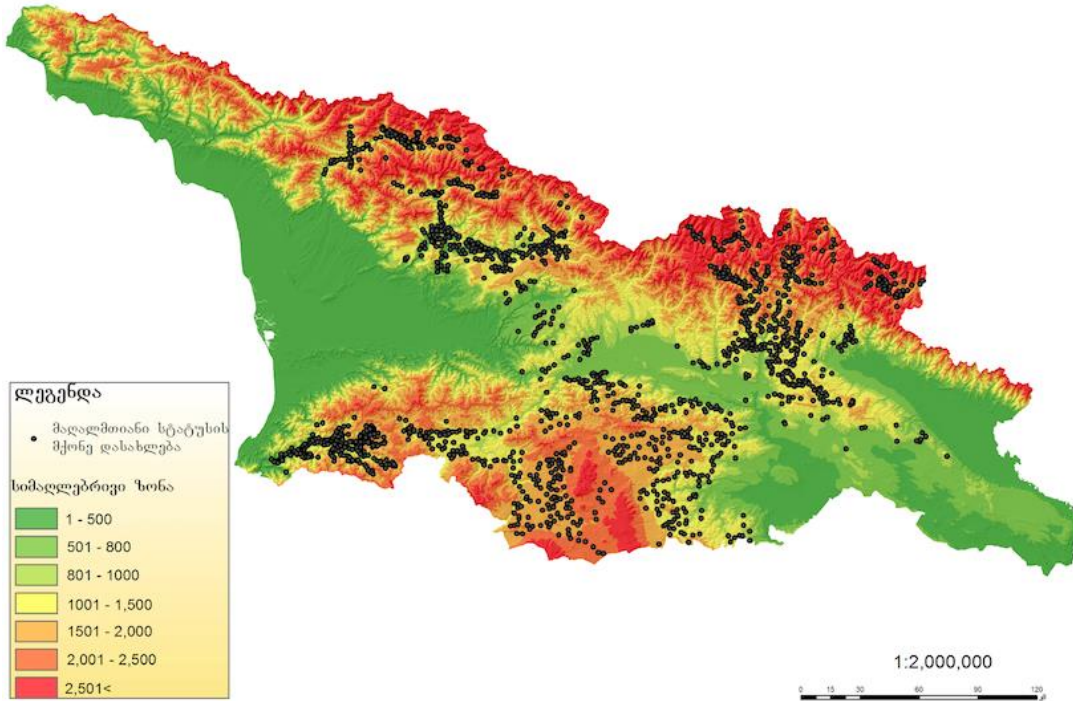 ლეგენდა
მაღალმთიანი სტატუსის
მქონე დასახლება
სიმაღლებრივი ზონა
1 - 500
501 - 800
801 - 1000
1001 - 1,500
1501 - 2,000
2,001 - 2,500
2,501<
1:2,000,000
0 15 30 60 90 120
კმ